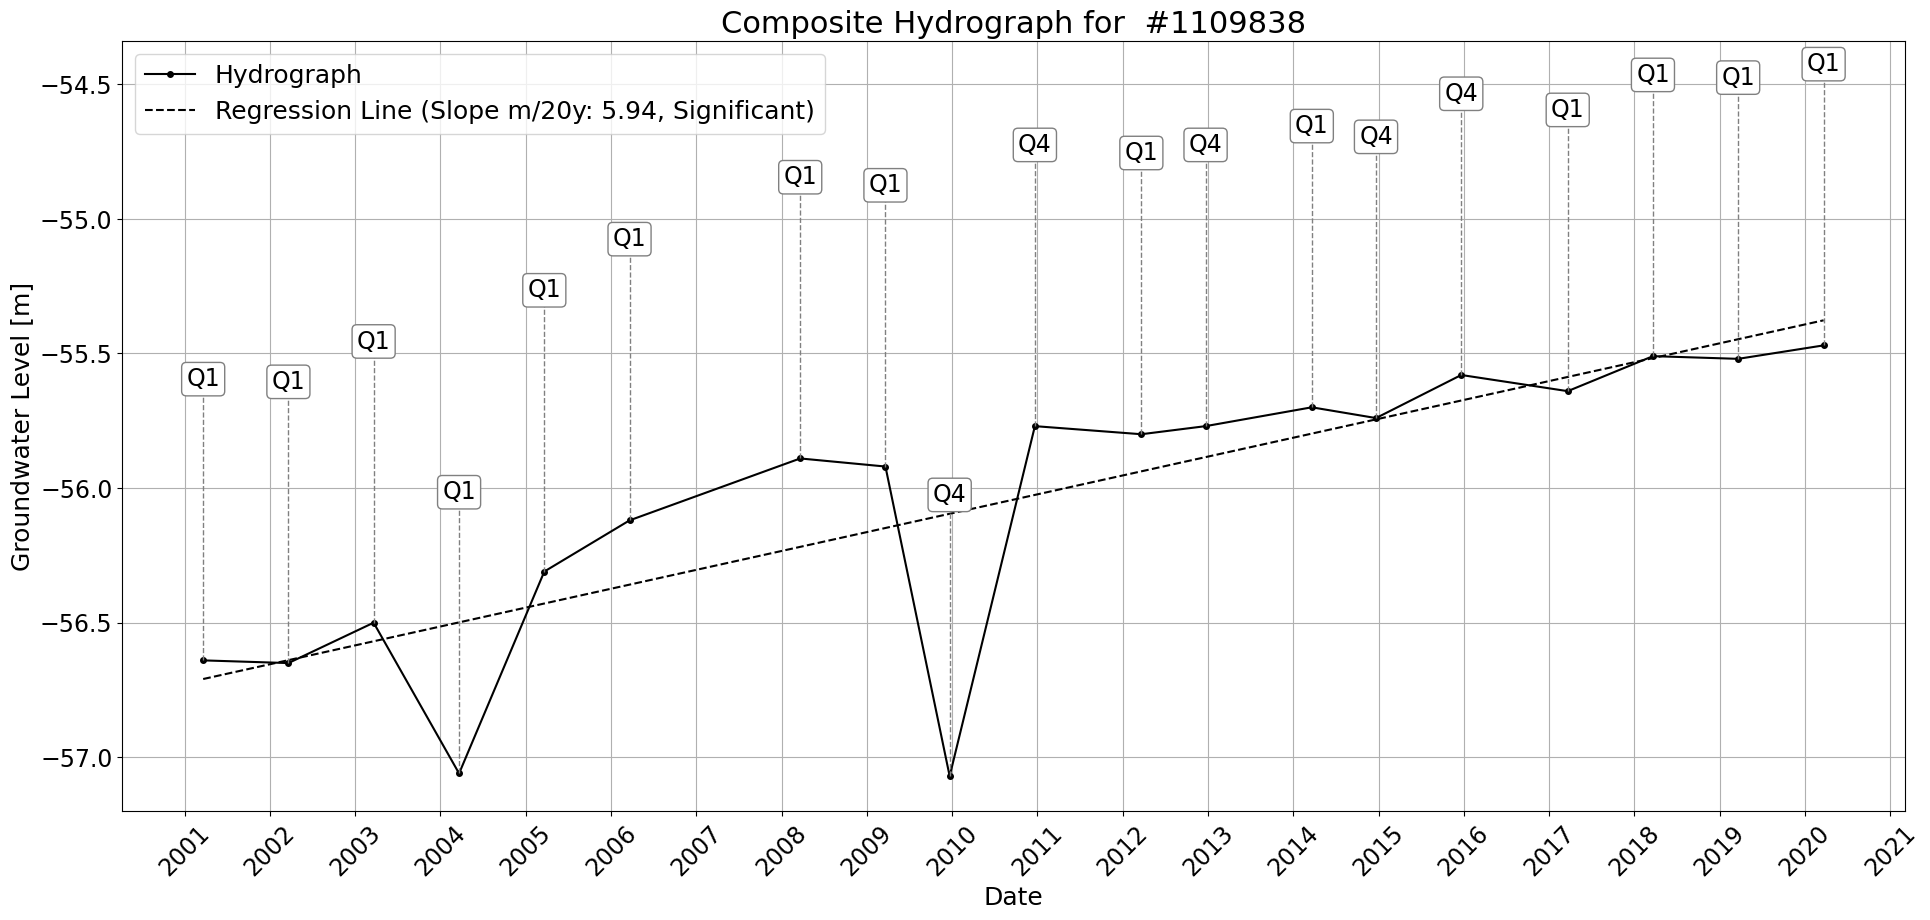 Composite Hydrograph for  #1109838
Hydrograph
Regression Line (Slope m/20y: 5.94, Significant)
Groundwater Level [m]
−54.5
−55.0
−55.5
−56.0
−56.5
−57.0
Q1
Q1
Q1
Q1
Q1
Q1
Q1
Q1
Q4
Q4
Q1
Q4
Q1
Q4
Q4
Q1
Q1
Q1
Q1
2001
2002
2003
2004
2005
2006
2007
2008
2009
2010
2011
2012
2013
2014
2015
2016
2017
2018
2019
2020
2021
Date